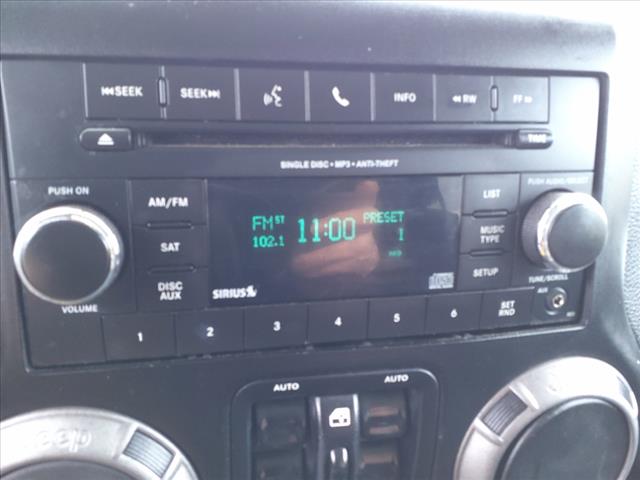 SEEK
SEEK
INFO
RW
FF
TIME
SINGLE DISC • MP3 • ANTI-THEFT
PUSH ON
VOLUME
AM/FM
SAT
DISC AUX
FM ST 11:00 PRESET
102.1 1
SIRIUS
LIST
MUSIC TYPE
SETUP
PUSH AUDIO/SELECT
TUNE/SCROLL
1 2 3 4 5 6 SET RND
AUX
AUTO AUTO
Jeep